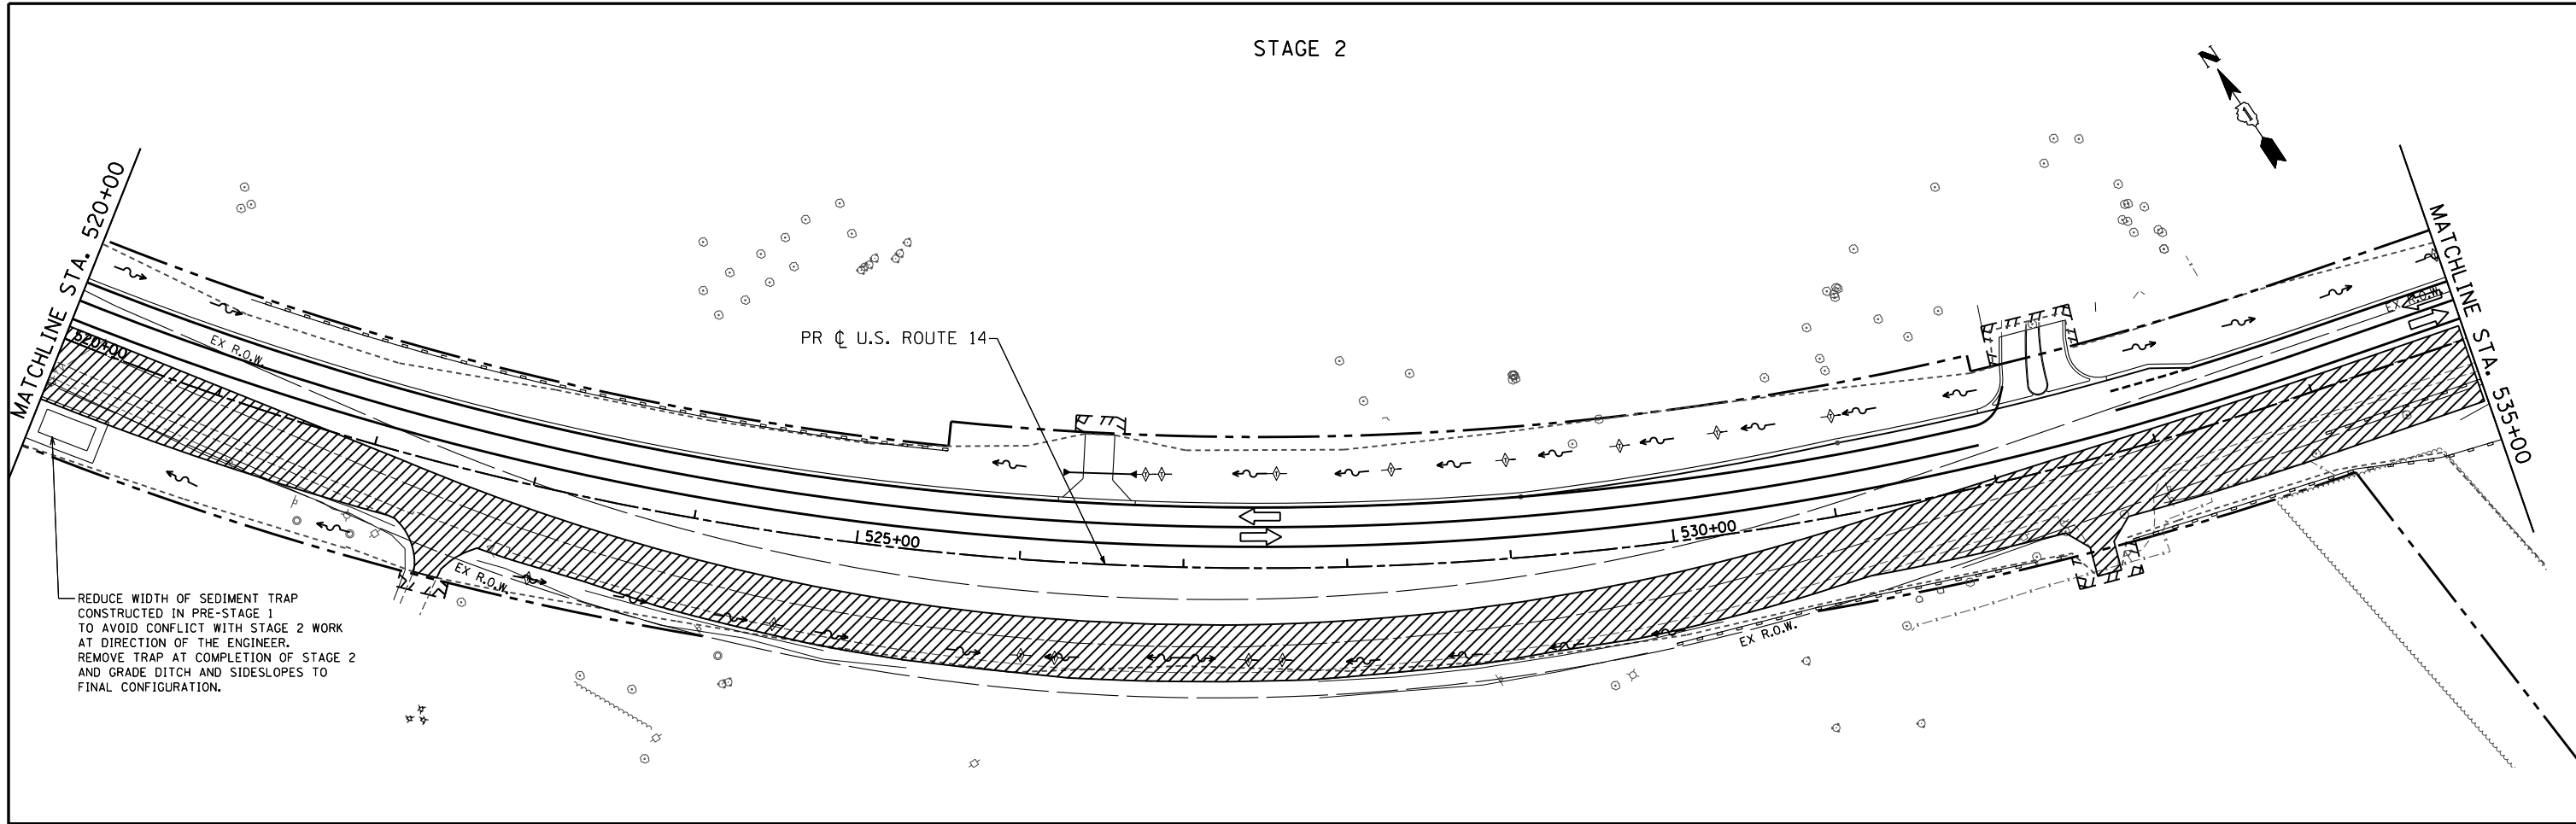 STAGE 2
N
MATCHLINE STA. 520+00
520+00
EX R.O.W.
PR ℄ U.S. ROUTE 14
525+00
530+00
EX R.O.W.
MATCHLINE STA. 535+00
EX R.O.W.
EX R.O.W.
REDUCE WIDTH OF SEDIMENT TRAP
CONSTRUCTED IN PRE-STAGE 1
TO AVOID CONFLICT WITH STAGE 2 WORK
AT DIRECTION OF THE ENGINEER.
REMOVE TRAP AT COMPLETION OF STAGE 2
AND GRADE DITCH AND SIDESLOPES TO
FINAL CONFIGURATION.